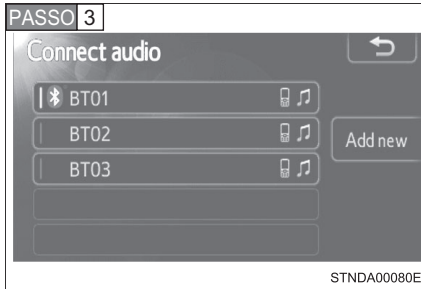 PASSO 3
Connect audio
BT01
BT02
Add new
BT03
STNDA00080E